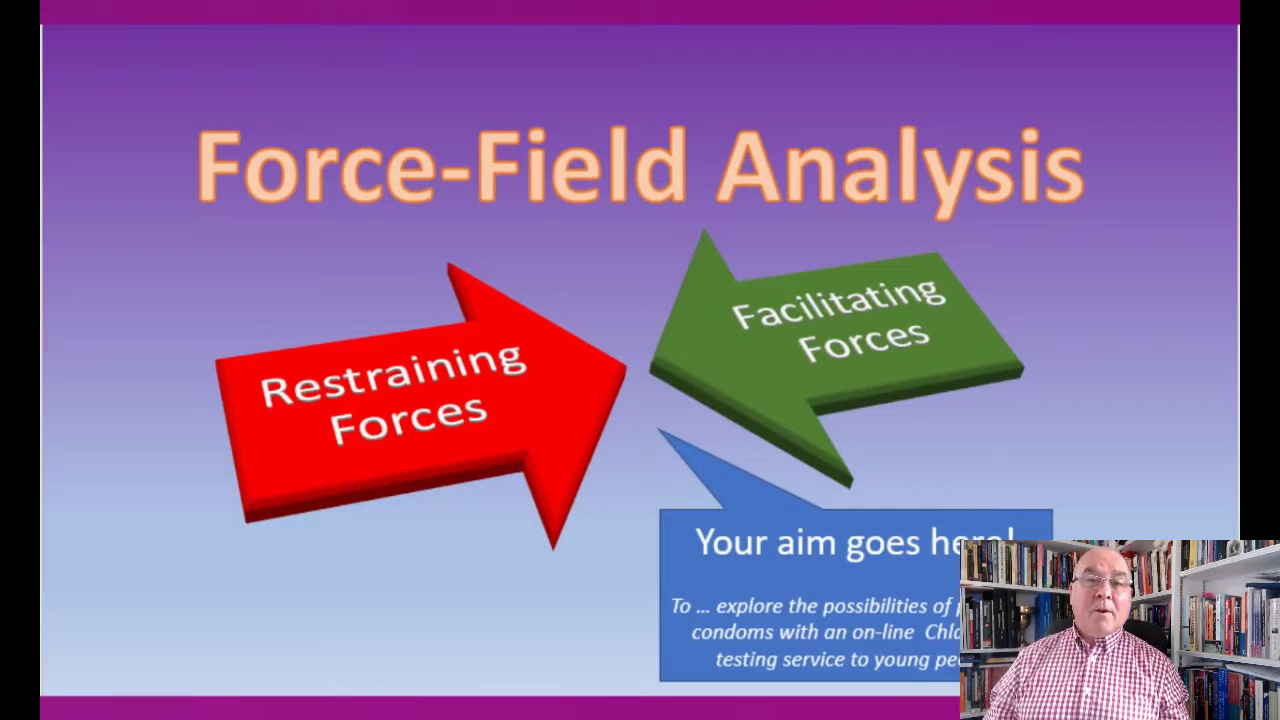 Force-Field Analysis
Restraining
Forces
Facilitating
Forces
Your aim goes here!
To ... explore the possibilities of
condoms with an on-line
testing service to young